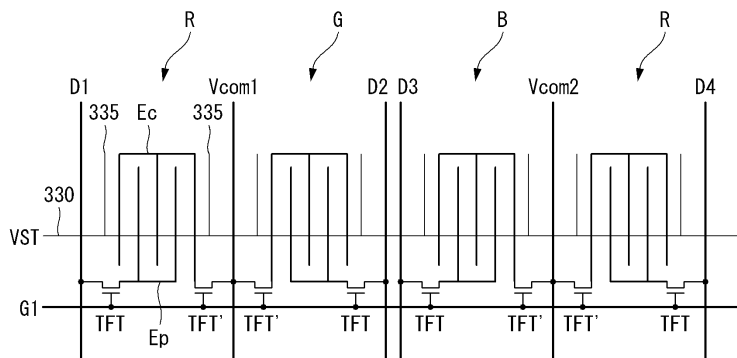 R G B R
D1 Vcom1 D2 D3 Vcom2 D4
335 Ec 335
330
VST
G1
TFT TFT' TFT' TFT TFT TFT' TFT' TFT
Ep